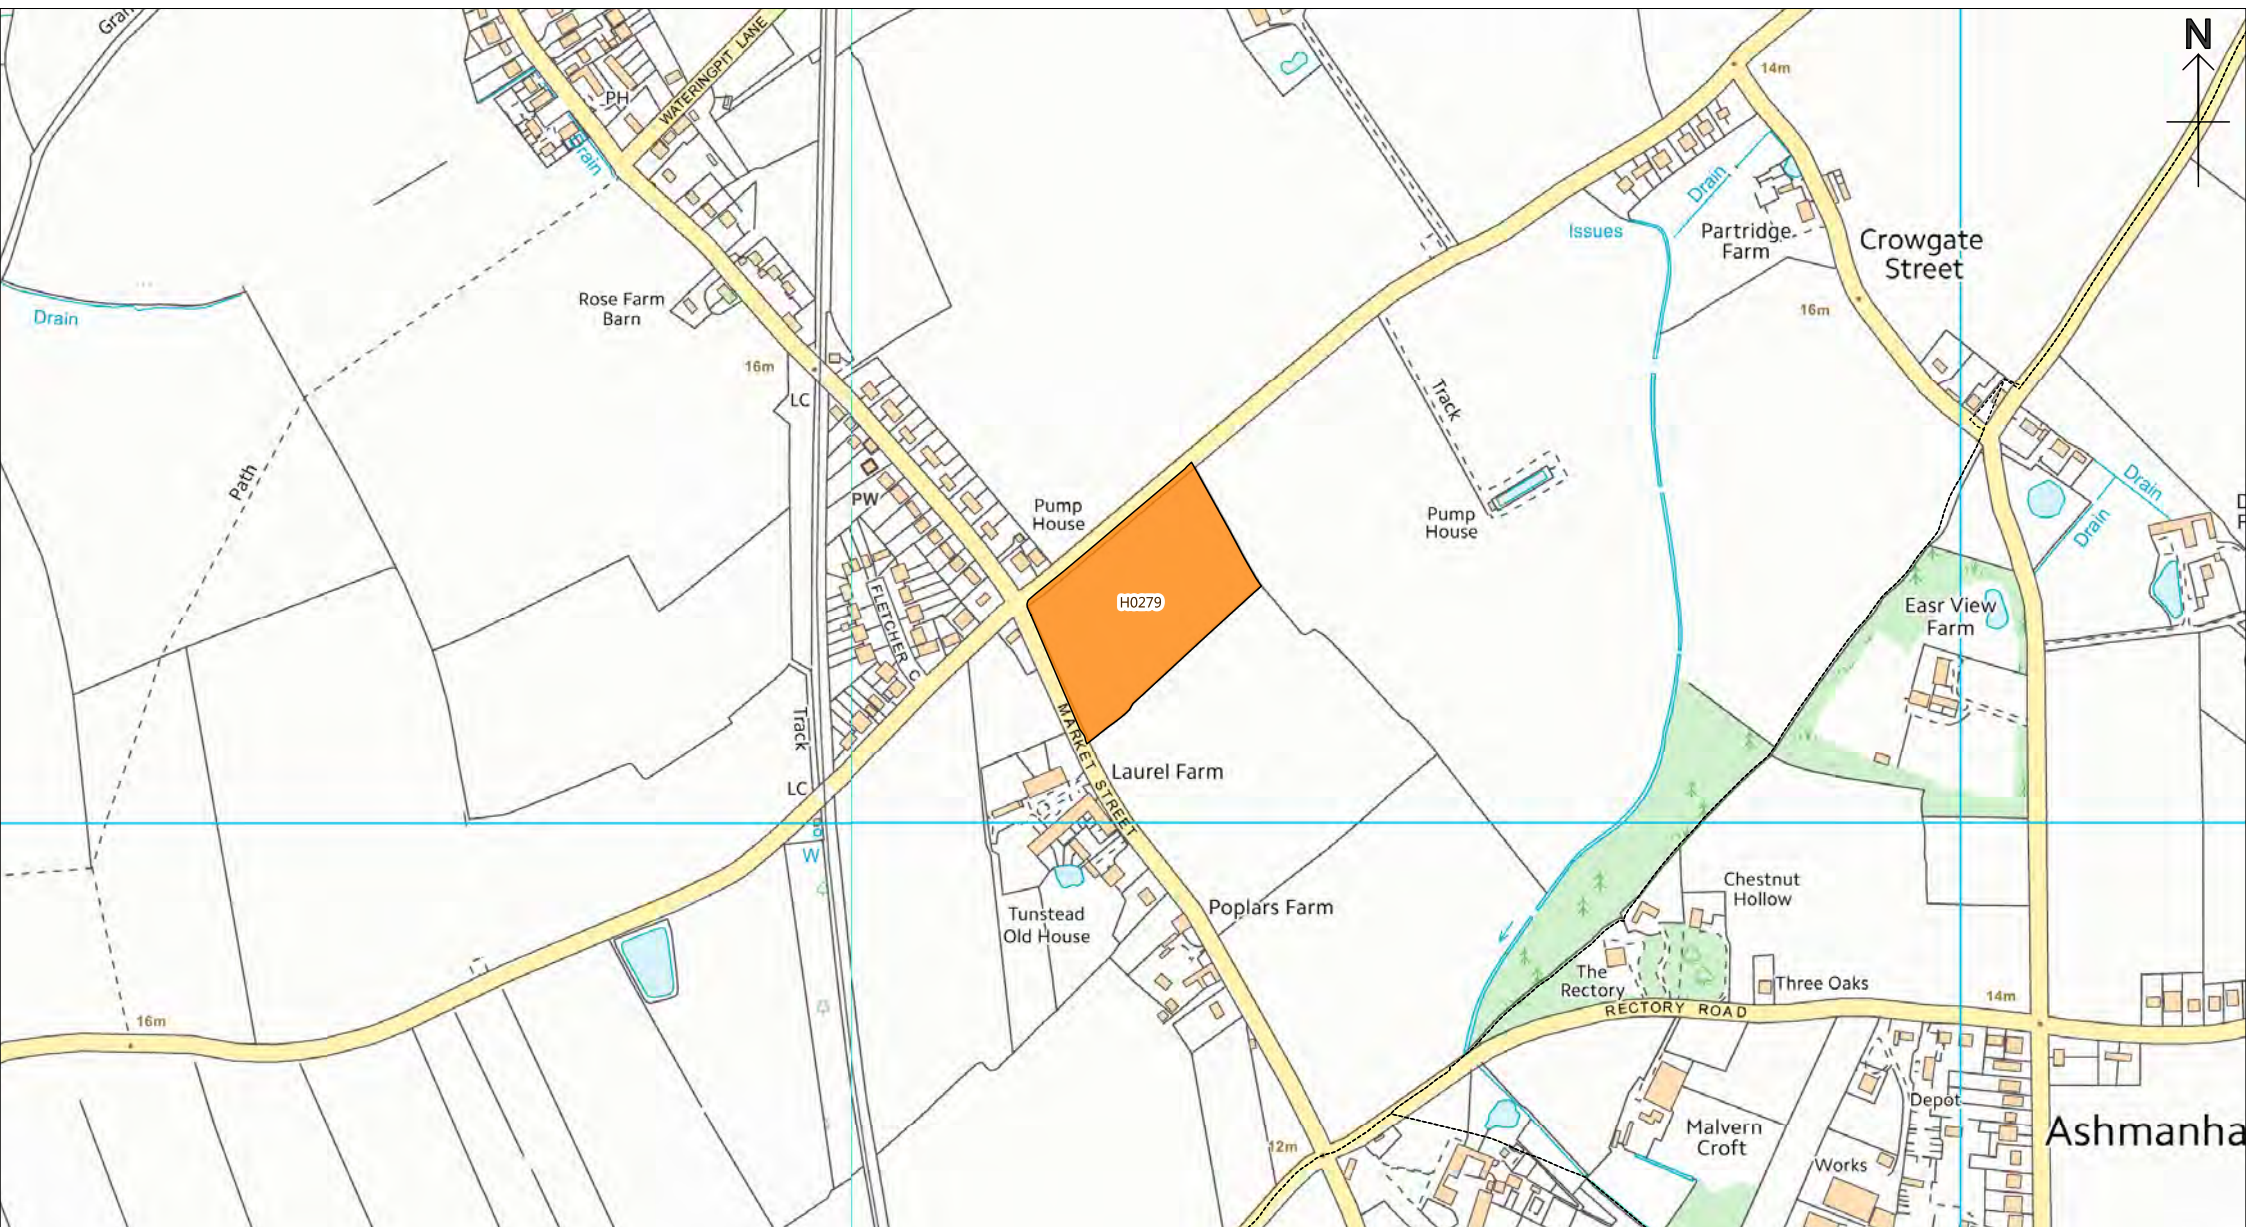 N
WATERINGPIT LANE
PH
Drain
14m
Drain
Issues
Partridge
Farm
Crowgate
Street
16m
Rose Farm
Barn
Drain
16m
LC
Track
Path
PW
Pump
House
Pump
House
Drain
Drain
H0279
FLETCHER C
Easr View
Farm
MARKET STREET
Track
LC
Laurel Farm
W
Chestnut
Hollow
Tunstead
Old House
Poplars Farm
The
Rectory
Three Oaks
14m
RECTORY ROAD
16m
Depot
Malvern
Croft
Ashmanha
12m
Works